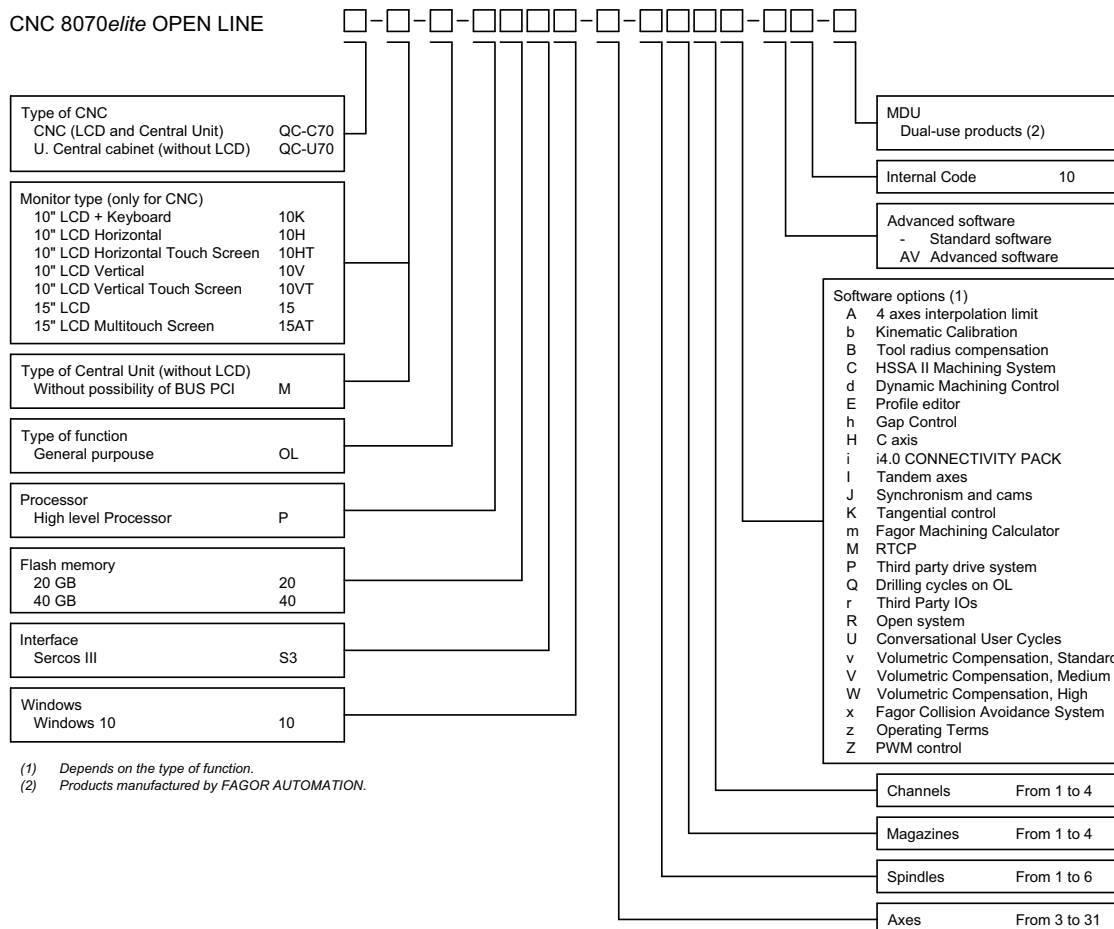 CNC 8070elite OPEN LINE
Type of CNC
CNC (LCD and Central Unit) QC-C70
U. Central cabinet (without LCD) QC-U70
Monitor type (only for CNC)
10" LCD + Keyboard 10K
10" LCD Horizontal 10H
10" LCD Horizontal Touch Screen 10HT
10" LCD Vertical 10V
10" LCD Vertical Touch Screen 10VT
15" LCD 15
15" LCD Multitouch Screen 15AT
Type of Central Unit (without LCD)
Without possibility of BUS PCI M
Type of function
General purpouse OL
Processor
High level Processor P
Flash memory
20 GB 20
40 GB 40
Interface
Sercos III S3
Windows
Windows 10 10
(1) Depends on the type of function.
(2) Products manufactured by FAGOR AUTOMATION.
MDU
Dual-use products (2)
Internal Code 10
Advanced software
- Standard software
AV Advanced software
Software options (1)
A 4 axes interpolation limit
b Kinematic Calibration
B Tool radius compensation
C HSSA II Machining System
d Dynamic Machining Control
E Profile editor
h Gap Control
H C axis
i i4.0 CONNECTIVITY PACK
I Tandem axes
J Synchronism and cams
K Tangential control
m Fagor Machining Calculator
M RTCP
P Third party drive system
Q Drilling cycles on OL
r Third Party IOs
R Open system
U Conversational User Cycles
v Volumetric Compensation, Standard
V Volumetric Compensation, Medium
W Volumetric Compensation, High
x Fagor Collision Avoidance System
z Operating Terms
Z PWM control
Channels From 1 to 4
Magazines From 1 to 4
Spindles From 1 to 6
Axes From 3 to 31